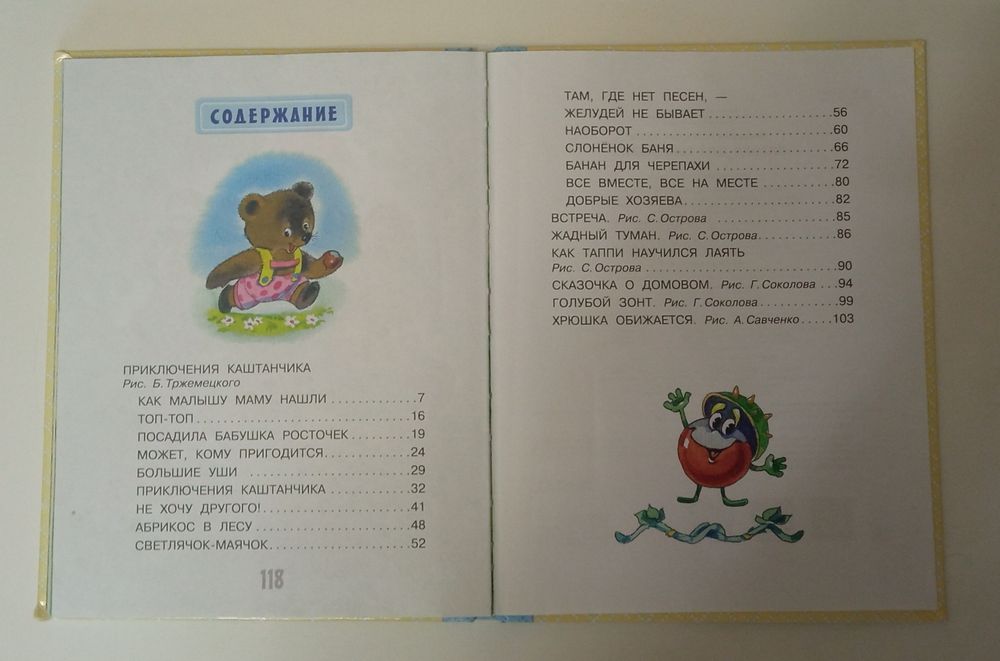 СОДЕРЖАНИЕ
ПРИКЛЮЧЕНИЯ КАШТАНЧИКА
Рис. Б.Тржемецкого
КАК МАЛЫШУ МАМУ НАШЛИ ............7
ТОП-ТОП.............................16
ПОСАДИЛА БАБУШКА РОСТОЧЕК........19
МОЖЕТ, КОМУ ПРИГОДИТСЯ...........24
БОЛЬШИЕ УШИ ......................29
ПРИКЛЮЧЕНИЯ КАШТАНЧИКА ..........32
НЕ ХОЧУ ДРУГОГО!...................41
АБРИКОС В ЛЕСУ....................48
СВЕТЛЯЧОК-МАЯЧОК..................52
118
ТАМ, ГДЕ НЕТ ПЕСЕН, —
ЖЕЛУДЕЙ НЕ БЫВАЕТ..................56
НАОБОРОТ...........................60
СЛОНЁНОК БАНЯ......................66
БАНАН ДЛЯ ЧЕРЕПАХИ ................72
ВСЕ ВМЕСТЕ, ВСЕ НА МЕСТЕ ..........80
ДОБРЫЕ ХОЗЯЕВА.....................82
ВСТРЕЧА. Рис. С.Острова ...............85
ЖАДНЫЙ ТУМАН. Рис. С.Острова...........86
КАК ТАППИ НАУЧИЛСЯ ЛАЯТЬ
Рис. С.Острова ..........................90
СКАЗОЧКА О ДОМОВОМ. Рис. Г.Соколова ...94
ГОЛУБОЙ ЗОНТ. Рис. Г.Соколова...........99
ХРЮШКА ОБИЖАЕТСЯ. Рис. А.Савченко.....103